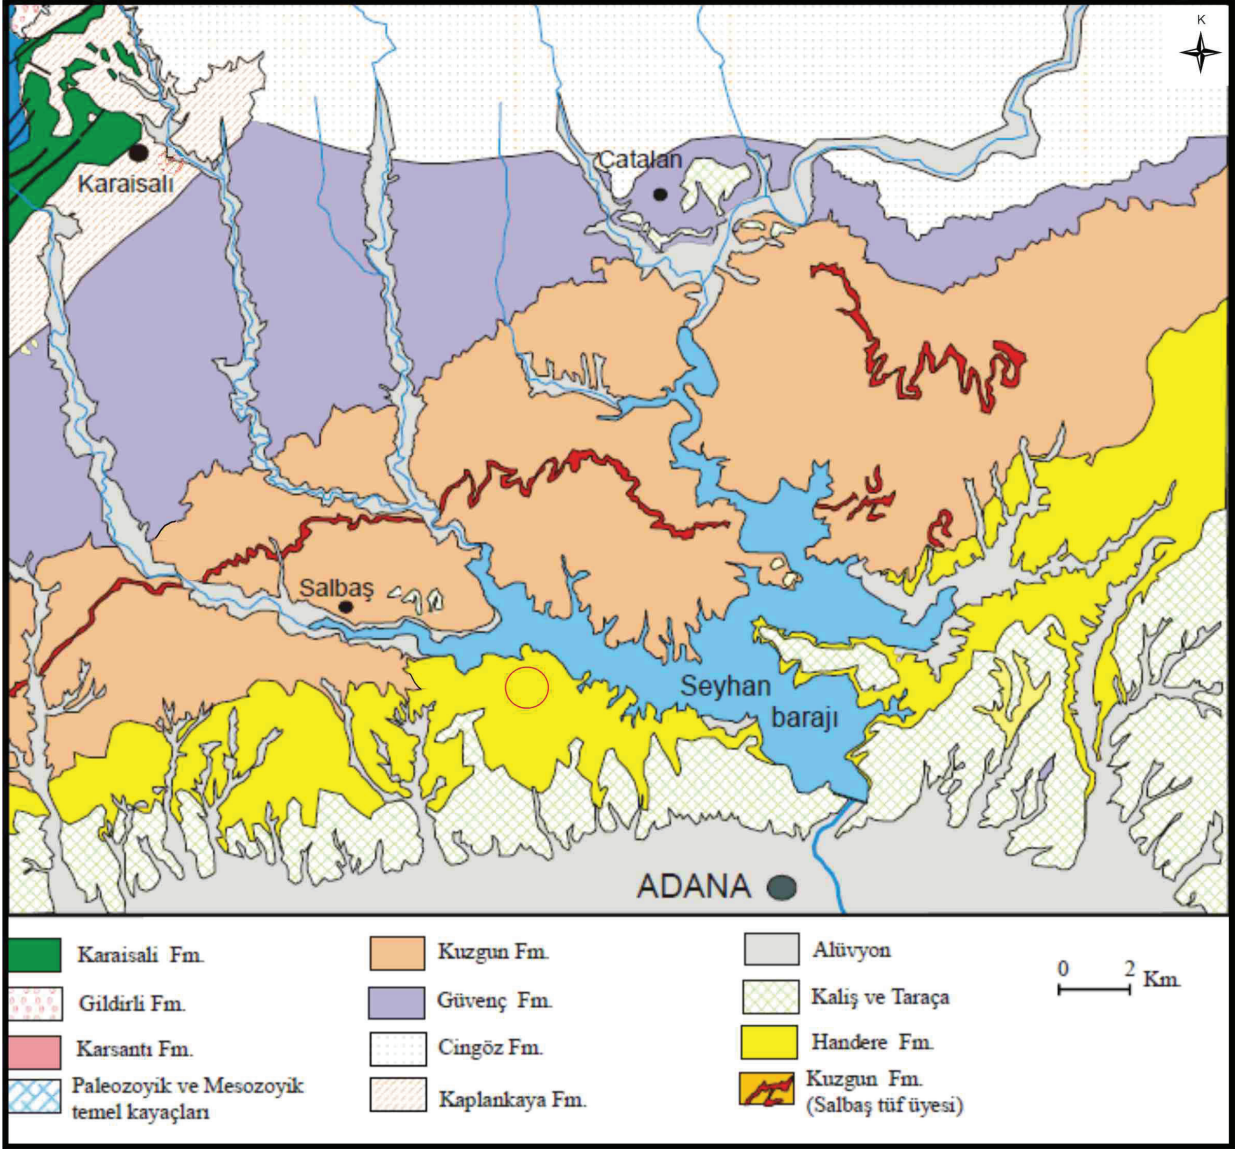 K
Catalan
Karaisalı
Salbaş
Seyhan
barajı
ADANA
Karaisali Fm.
Gildirli Fm.
Karsantı Fm.
Paleozoyik ve Mesozoyik
temel kayaçları
Kuzgun Fm.
Güvenç Fm.
Cingöz Fm.
Kaplankaya Fm.
Alüvyon
Kaliş ve Taraça
Handere Fm.
Kuzgun Fm.
(Salbaş tüf üyesi)
0 2 Km.